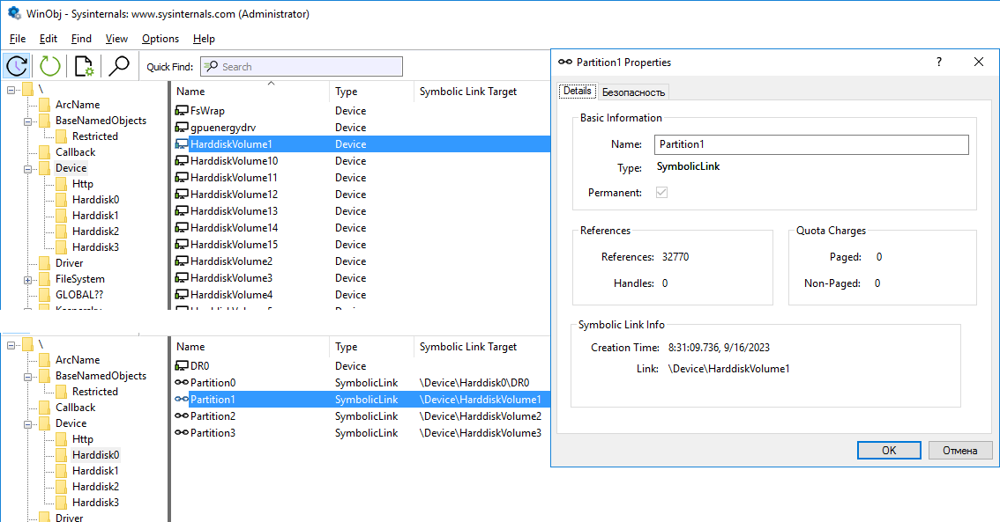 WinObj - Sysinternals: www.sysinternals.com (Administrator)
File Edit Find View Options Help
Quick Find: Search
\
ArcName
BaseNamedObjects
Restricted
Callback
Device
Http
Harddisk0
Harddisk1
Harddisk2
Harddisk3
Driver
FileSystem
GLOBAL??
Name Type Symbolic Link Target
FsWrap Device
gpuenergydrv Device
HarddiskVolume1 Device
HarddiskVolume10 Device
HarddiskVolume11 Device
HarddiskVolume12 Device
HarddiskVolume13 Device
HarddiskVolume14 Device
HarddiskVolume15 Device
HarddiskVolume2 Device
HarddiskVolume3 Device
HarddiskVolume4 Device
\
ArcName
BaseNamedObjects
Restricted
Callback
Device
Http
Harddisk0
Harddisk1
Harddisk2
Harddisk3
Driver
Name Type Symbolic Link Target
DR0 Device
Partition0 SymbolicLink \Device\Harddisk0\DR0
Partition1 SymbolicLink \Device\HarddiskVolume1
Partition2 SymbolicLink \Device\HarddiskVolume2
Partition3 SymbolicLink \Device\HarddiskVolume3
Partition1 Properties ?
Details Безопасность
Basic Information
Name: Partition1
Type: SymbolicLink
Permanent:
References
References: 32770
Handles: 0
Quota Charges
Paged: 0
Non-Paged: 0
Symbolic Link Info
Creation Time: 8:31:09.736, 9/16/2023
Link: \Device\HarddiskVolume1
OK Отмена